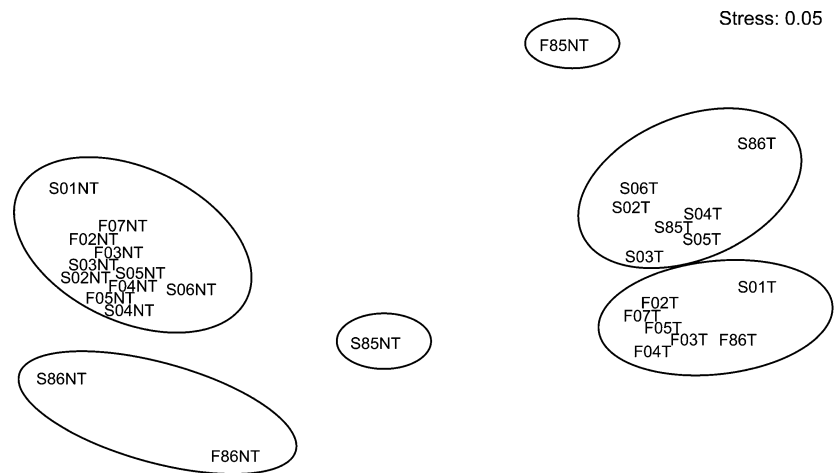 Stress: 0.05
F85NT
S86T
S01NT
S06T
S02T
S04T
S85T
S05T
S03T
F07NT
F02NT
F03NT
S03NT
S05NT
S02NT
F04NT
S06NT
F05NT
S04NT
S01T
F02T
F07T
F05T
F03T
F86T
F04T
S85NT
S86NT
F86NT